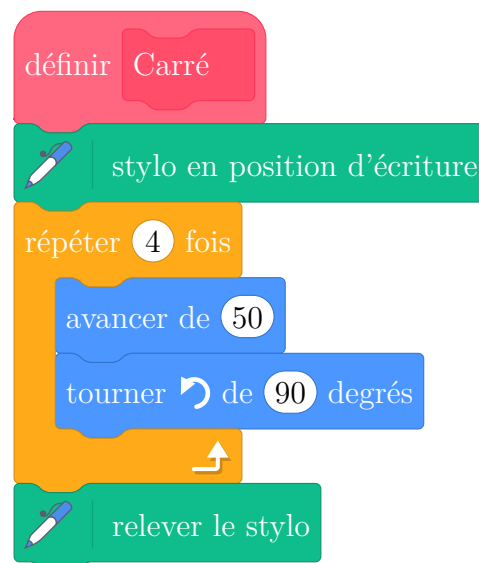 définir Carré
stylo en position d'écriture
répéter 4 fois
avancer de 50
tourner de 90 degrés
relever le stylo